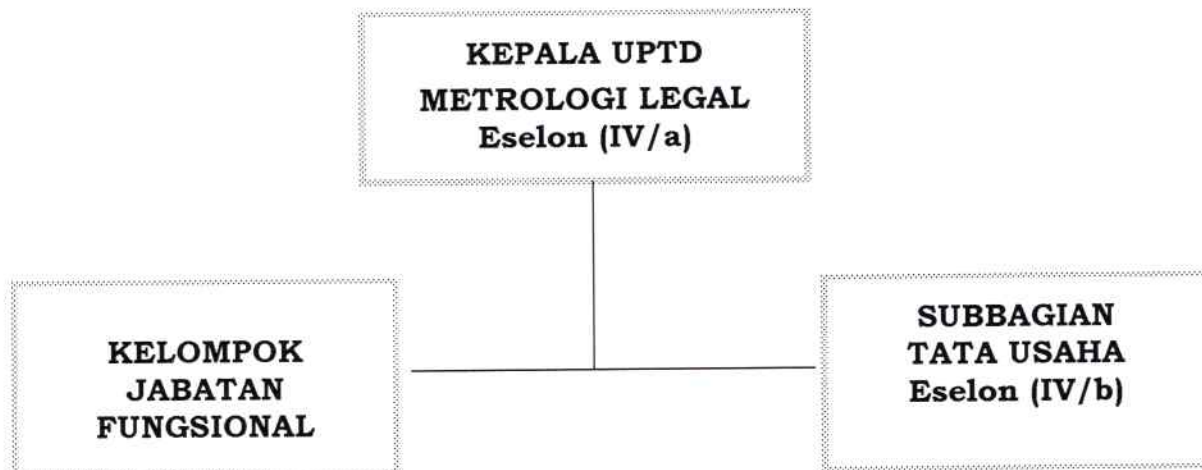 KEPALA UPTD
METROLOGI LEGAL
Eselon (IV/a)
KELOMPOK
JABATAN
FUNGSIONAL
SUBBAGIAN
TATA USAHA
Eselon (IV/b)